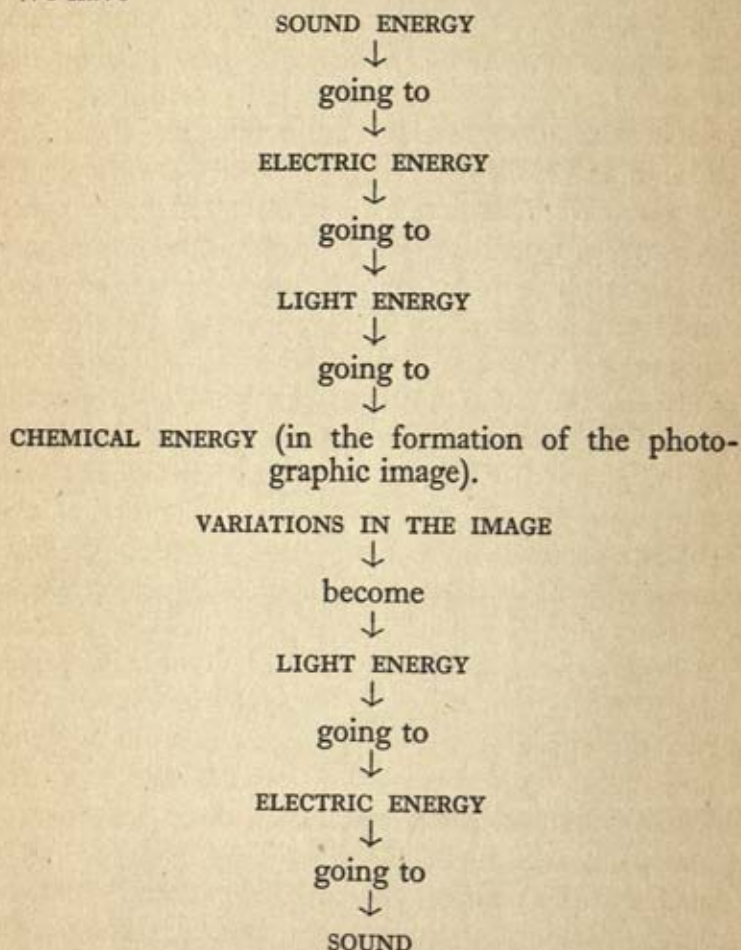 SOUND ENERGY
↓
going to
↓
ELECTRIC ENERGY
↓
going to
↓
LIGHT ENERGY
↓
going to
↓
CHEMICAL ENERGY (in the formation of the photo-
graphic image).
VARIATIONS IN THE IMAGE
↓
become
↓
LIGHT ENERGY
↓
going to
↓
ELECTRIC ENERGY
↓
going to
↓
SOUND